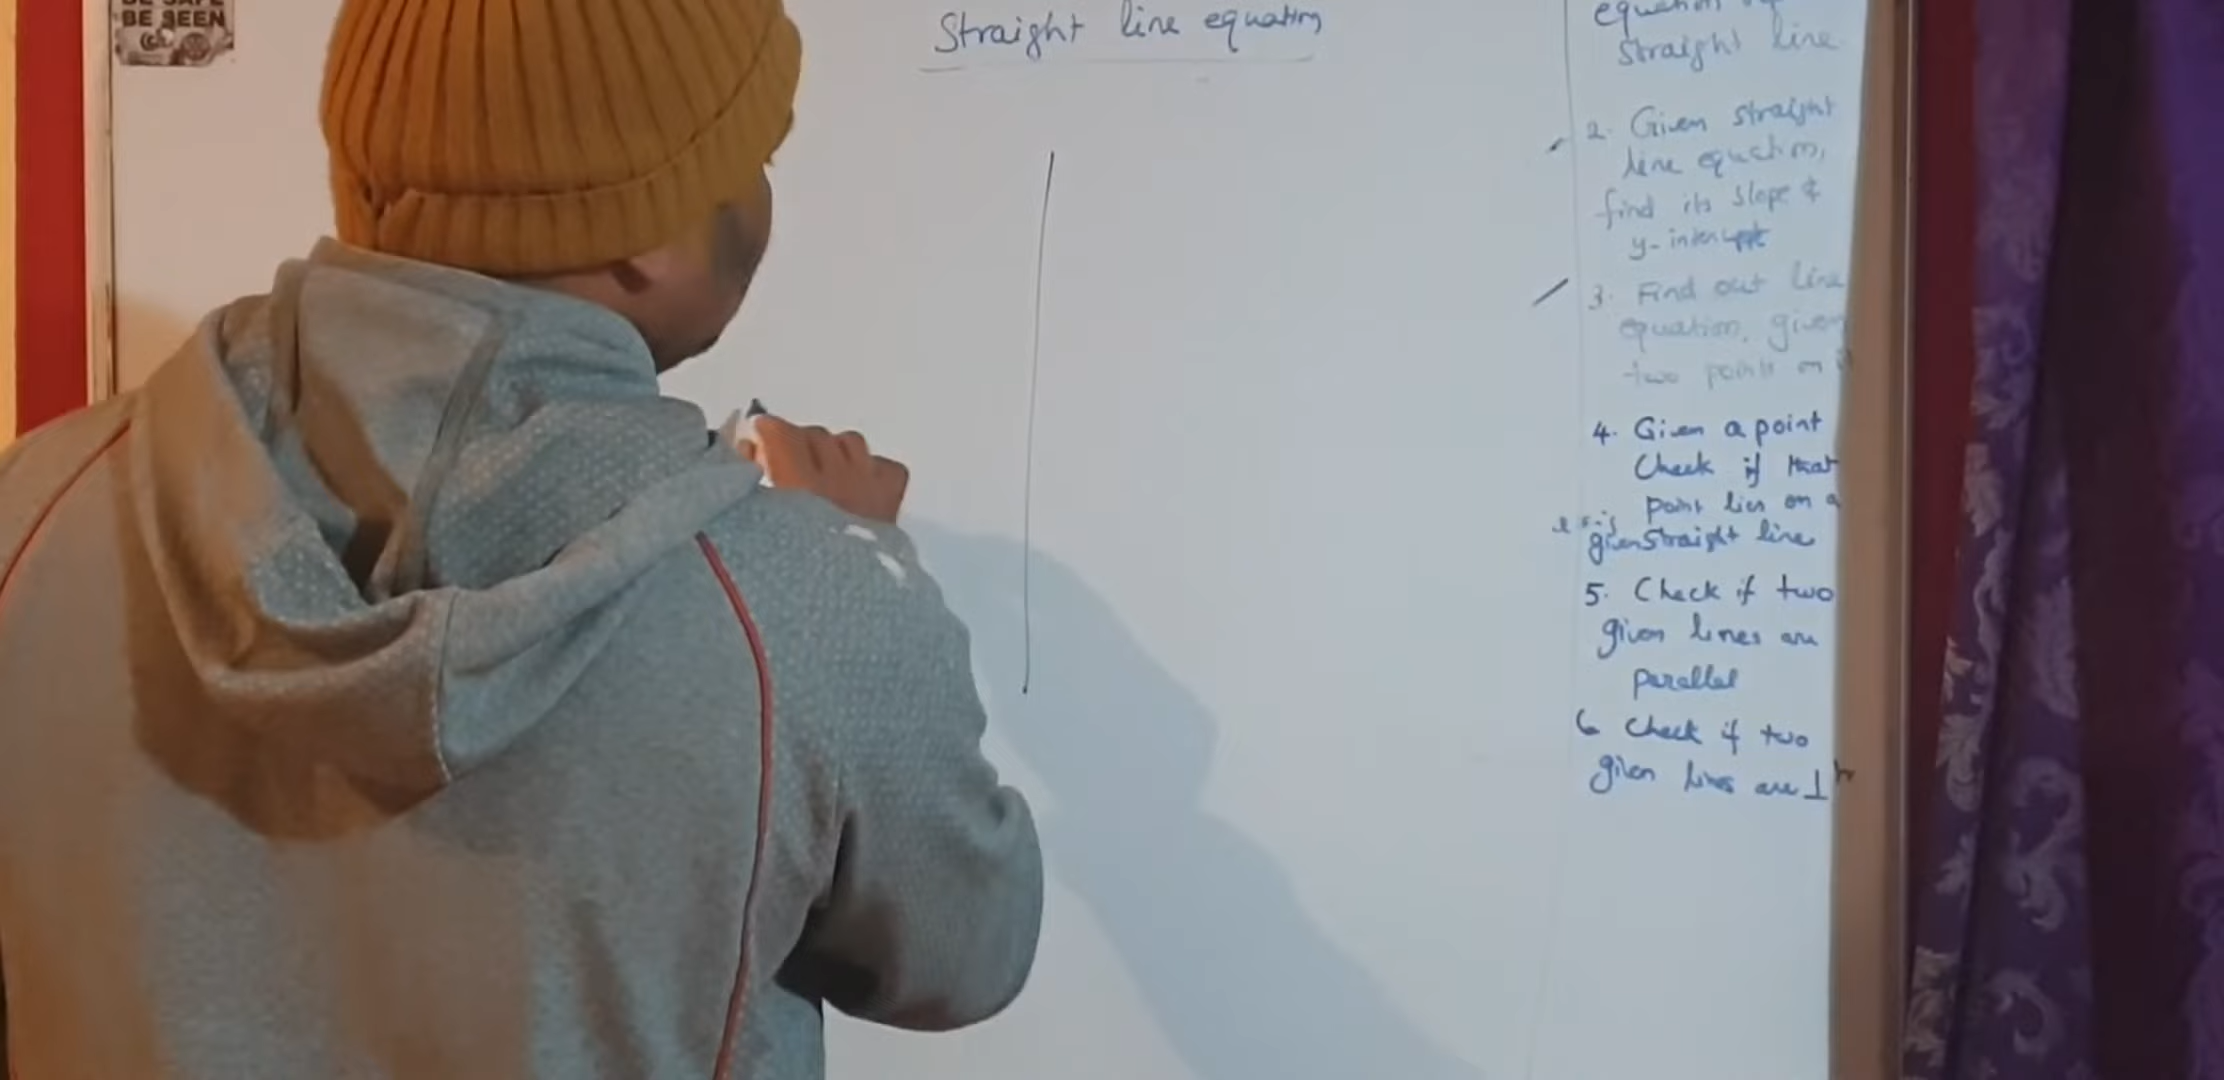 BE SAFE
BE SEEN
Straight line equation
equation of
straight line
2. Given straight
line equation,
find its slope &
y-intercept
3. Find out line
equation, given
two points on it
4. Given a point
Check if that
point lies on a
given straight line
5. Check if two
given lines are
parallel
6 Check if two
given lines are ⊥r